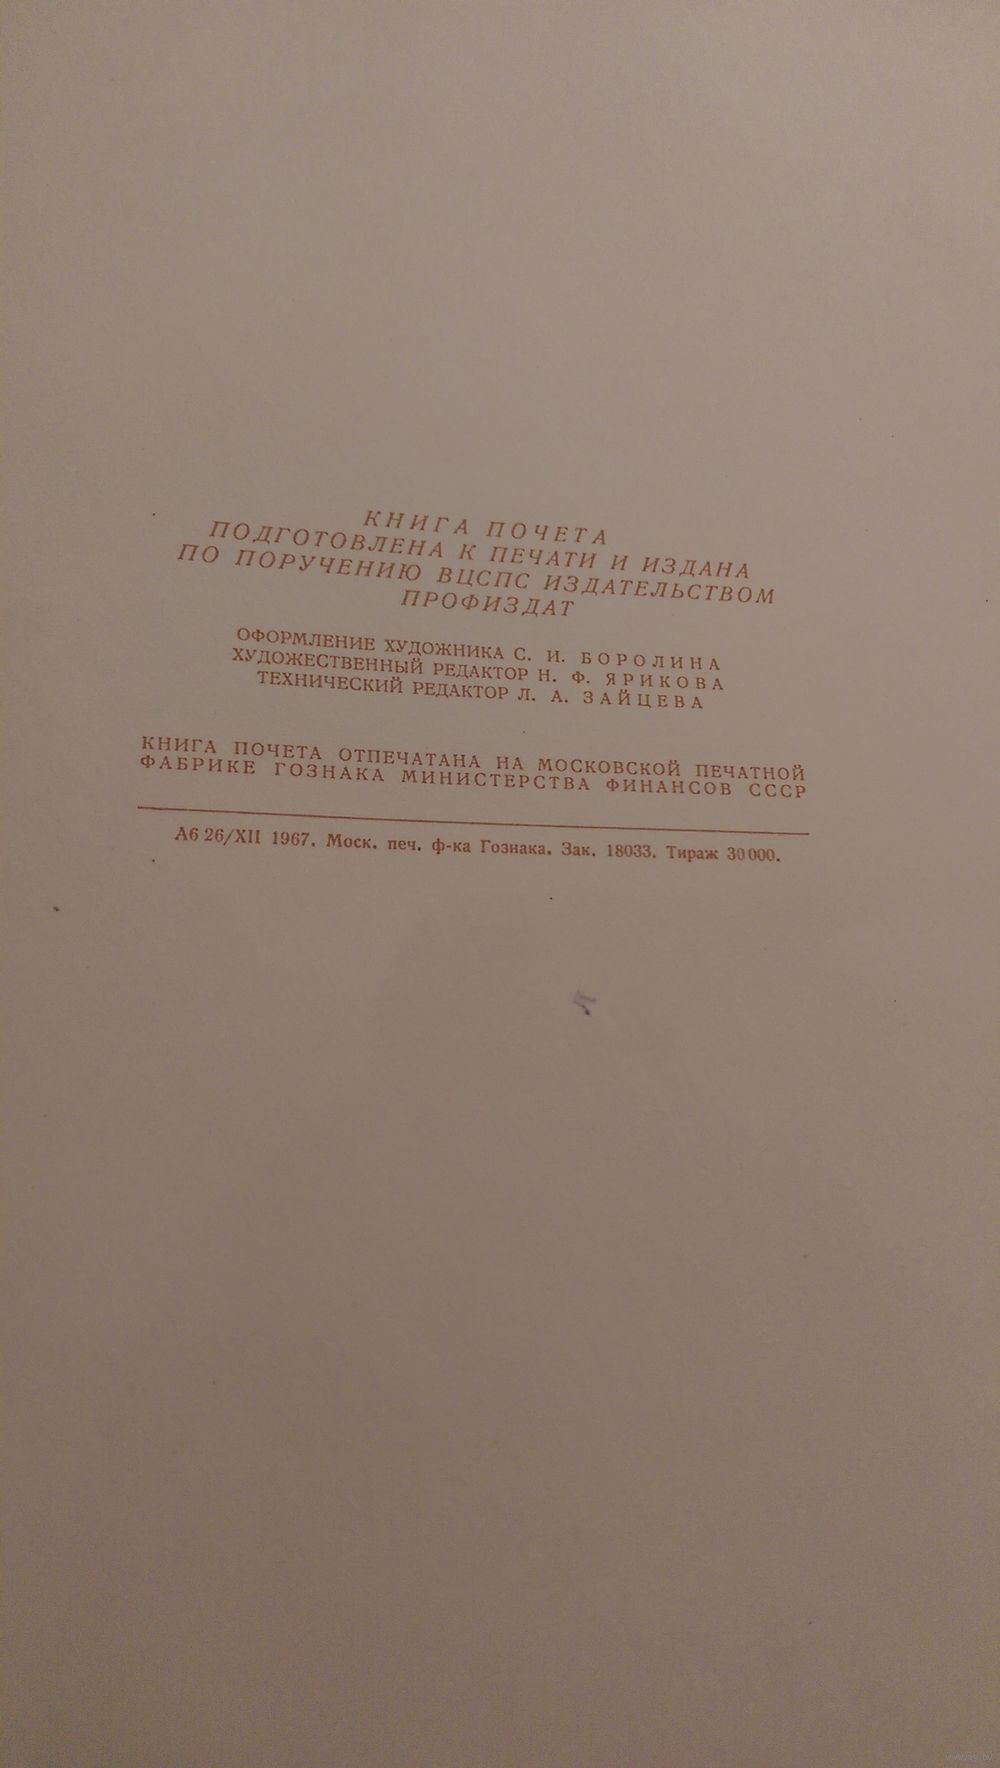 КНИГА ПОЧЕТА
ПОДГОТОВЛЕНА К ПЕЧАТИ И ИЗДАНА
ПО ПОРУЧЕНИЮ ВЦСПС ИЗДАТЕЛЬСТВОМ
ПРОФИЗДАТ
ОФОРМЛЕНИЕ ХУДОЖНИКА С. И. БОРОЛИНА
ХУДОЖЕСТВЕННЫЙ РЕДАКТОР Н. Ф. ЯРИКОВА
ТЕХНИЧЕСКИЙ РЕДАКТОР Л. А. ЗАЙЦЕВА
КНИГА ПОЧЕТА ОТПЕЧАТАНА НА МОСКОВСКОЙ ПЕЧАТНОЙ
ФАБРИКЕ ГОЗНАКА МИНИСТЕРСТВА ФИНАНСОВ СССР
А6 26/XII 1967. Моск. печ. ф-ка Гознака. Зак. 18033. Тираж 30 000.